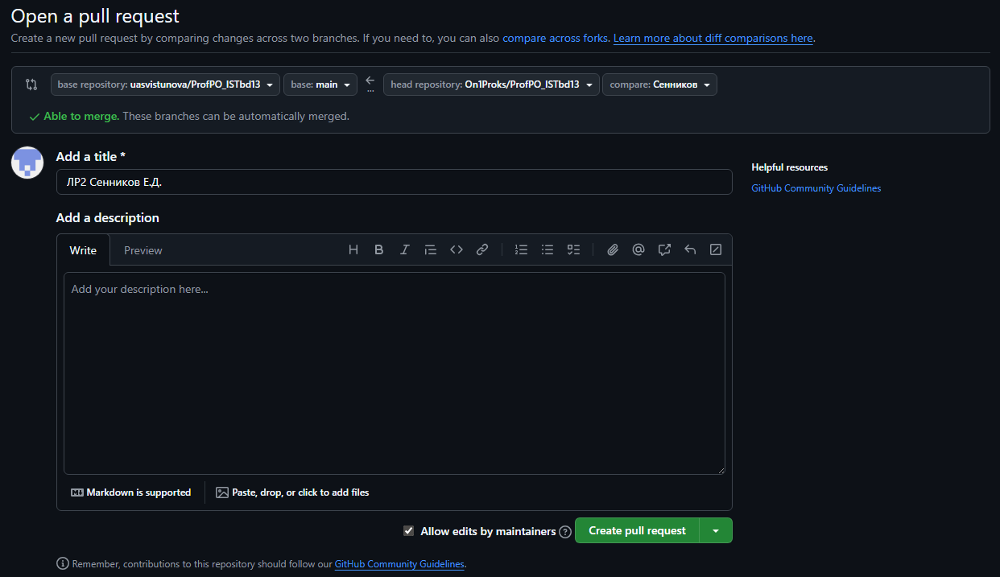 Open a pull request
Create a new pull request by comparing changes across two branches. If you need to, you can also compare across forks. Learn more about diff comparisons here.
base repository: uasvistunova/ProfPO_ISTbd13 base: main ... head repository: On1Proks/ProfPO_ISTbd13 compare: Сенников
Able to merge. These branches can be automatically merged.
Add a title *
ЛР2 Сенников Е.Д.
Helpful resources
GitHub Community Guidelines
Add a description
Write Preview
Add your description here...
Markdown is supported Paste, drop, or click to add files
Allow edits by maintainers Create pull request
Remember, contributions to this repository should follow our GitHub Community Guidelines.